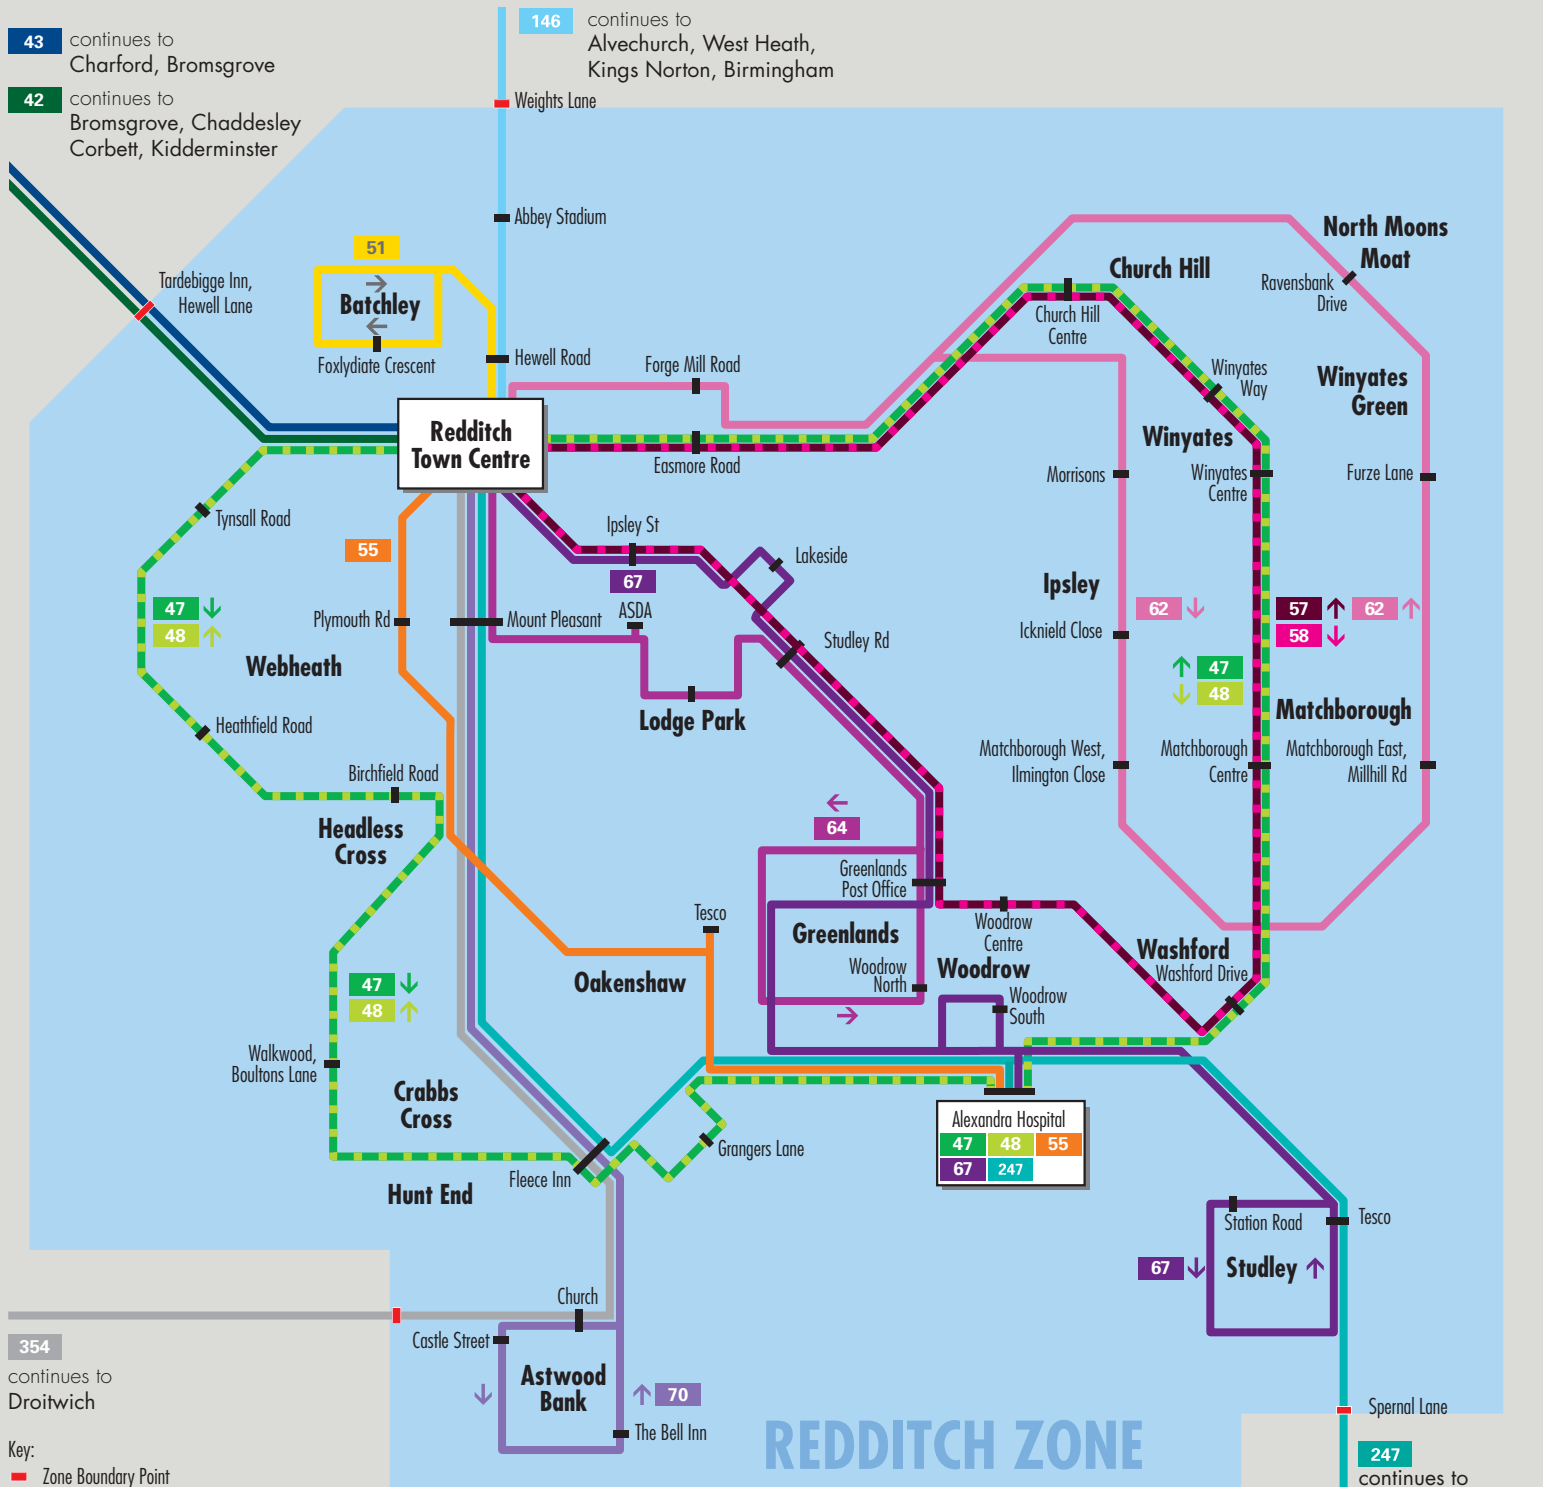 43 continues to
Charford, Bromsgrove
42 continues to
Bromsgrove, Chaddesley
Corbett, Kidderminster
146 continues to
Alvechurch, West Heath,
Kings Norton, Birmingham
Weights Lane
Abbey Stadium
51
Batchley
Foxlydiate Crescent
Tardebigge Inn,
Hewell Lane
Hewell Road
Forge Mill Road
Church Hill
Church Hill
Centre
North Moons
Moat
Ravensbank
Drive
Winyates
Way
Winyates
Green
Redditch
Town Centre
Easmore Road
Winyates
Winyates
Centre
Morrisons
Furze Lane
Tynsall Road
55
Ipsley St
67
ASDA
Lakeside
Ipsley
47
48
Plymouth Rd
Mount Pleasant
Studley Rd
Icknield Close
62
57
62
58
47
48
Webheath
Lodge Park
Matchborough
Heathfield Road
Birchfield Road
Matchborough West,
Ilmington Close
Matchborough
Centre
Matchborough East,
Millhill Rd
Headless
Cross
64
Greenlands
Post Office
Tesco
Greenlands
Woodrow
Centre
Washford
Washford Drive
Oakenshaw
Woodrow
North
Woodrow
Woodrow
South
47
48
Walkwood,
Boultons Lane
Crabbs
Cross
Alexandra Hospital
47 48 55
67 247
Grangers Lane
Fleece Inn
Hunt End
Station Road
Tesco
67
Studley
Church
Castle Street
Astwood
Bank
70
The Bell Inn
354
continues to
Droitwich
REDDITCH ZONE
Spernal Lane
247
continues to
Key:
Zone Boundary Point